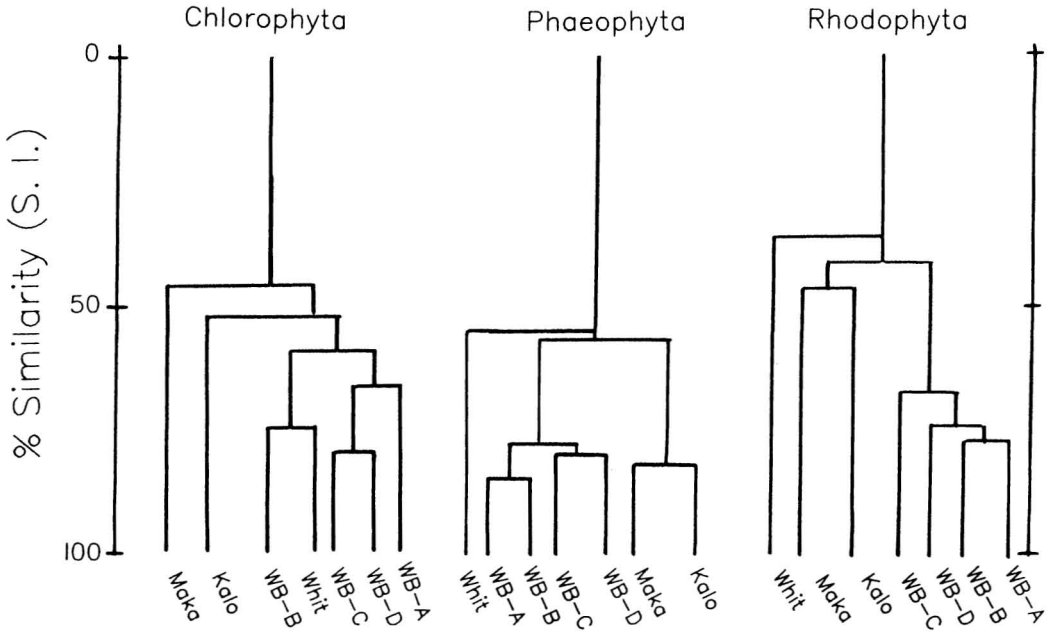 Chlorophyta
Phaeophyta
Rhodophyta
% Similarity (S. I.)
0
50
100
Maka
Kalo
WB-B
Whit
WB-C
WB-D
WB-A
Whit
WB-A
WB-B
WB-C
WB-D
Maka
Kalo
Whit
Maka
Kalo
WB-C
WB-D
WB-B
WB-A